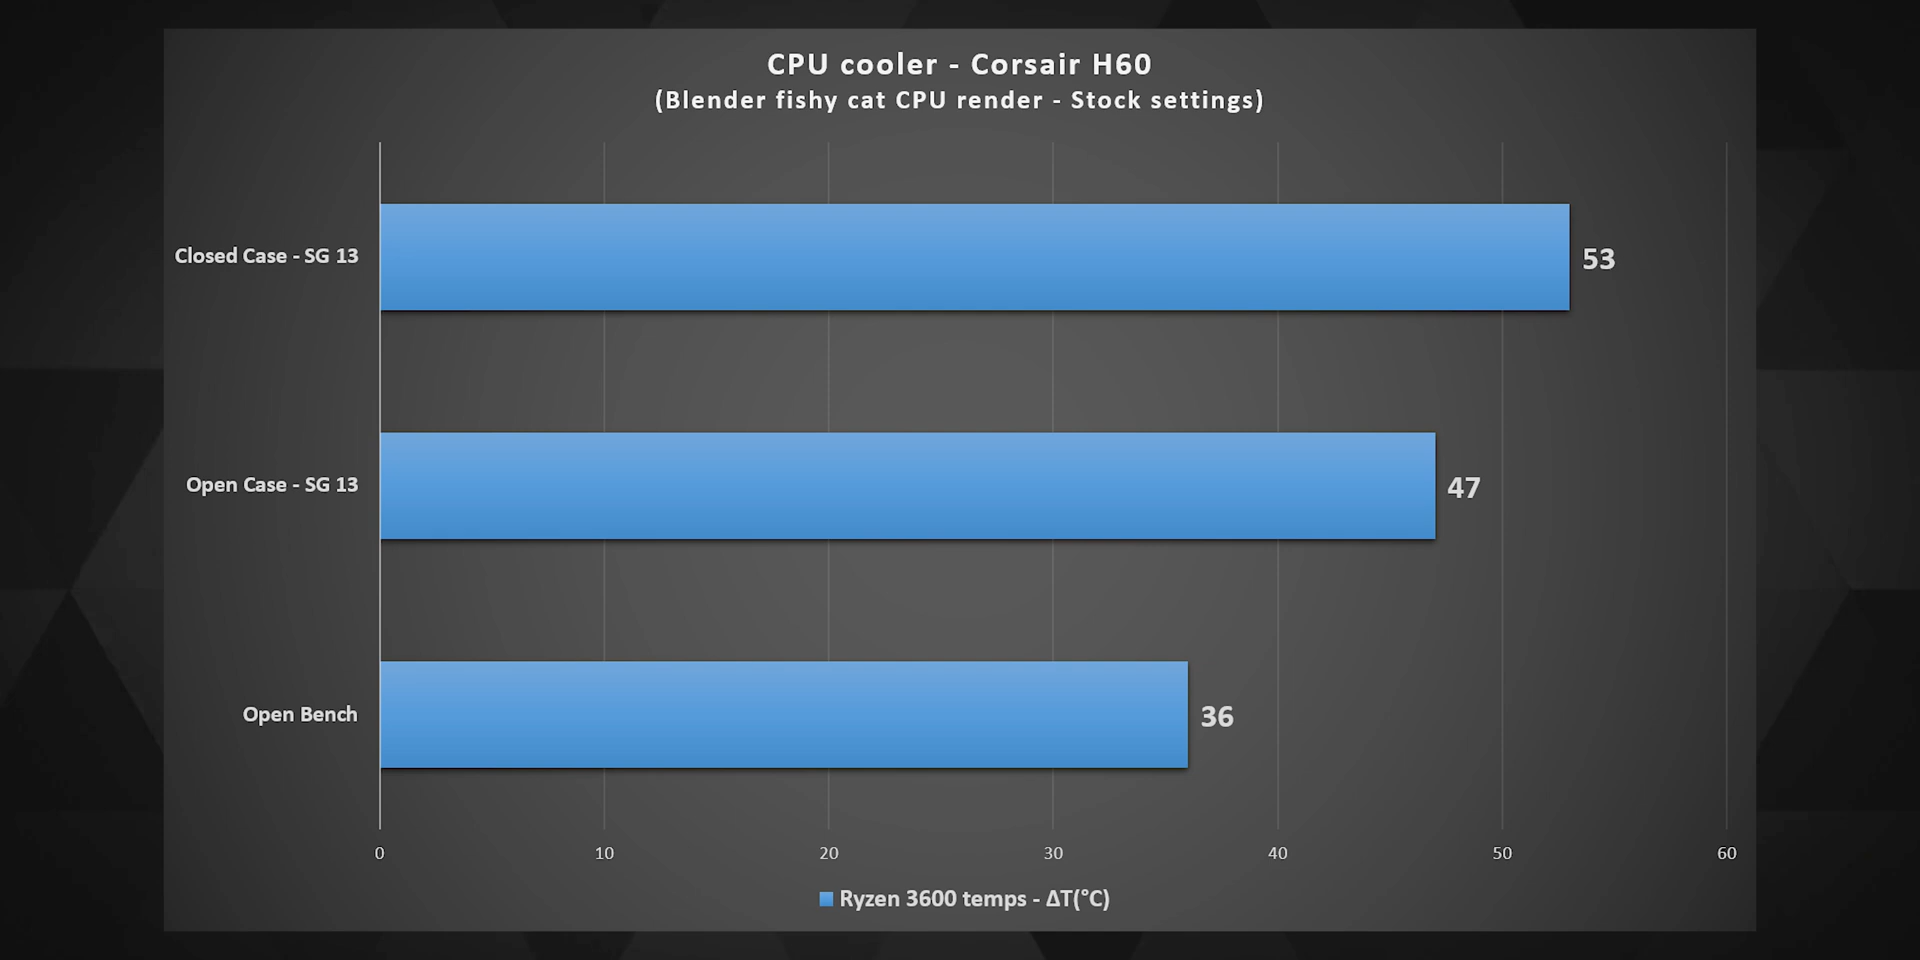 CPU cooler - Corsair H60
(Blender fishy cat CPU render - Stock settings)
Closed Case - SG 13
53
Open Case - SG 13
47
Open Bench
36
0 10 20 30 40 50 60
Ryzen 3600 temps - ΔT(°C)